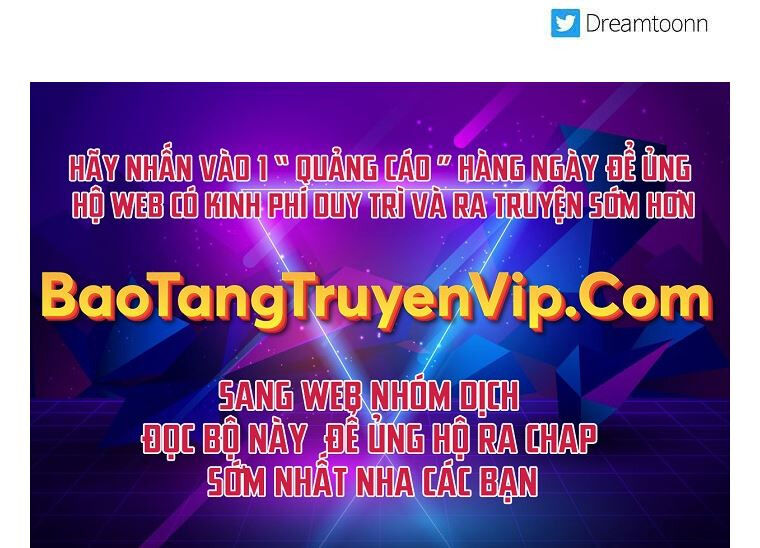 Dreamtoonn
HÃY NHẤN VÀO 1 “ QUẢNG CÁO ” HÀNG NGÀY ĐỂ ỦNG
HỘ WEB CÓ KINH PHÍ DUY TRÌ VÀ RA TRUYỆN SỚM HƠN
BaoTangTruyenVip.Com
SANG WEB NHÓM DỊCH
ĐỌC BỘ NÀY ĐỂ ỦNG HỘ RA CHAP
SỚM NHẤT NHA CÁC BẠN